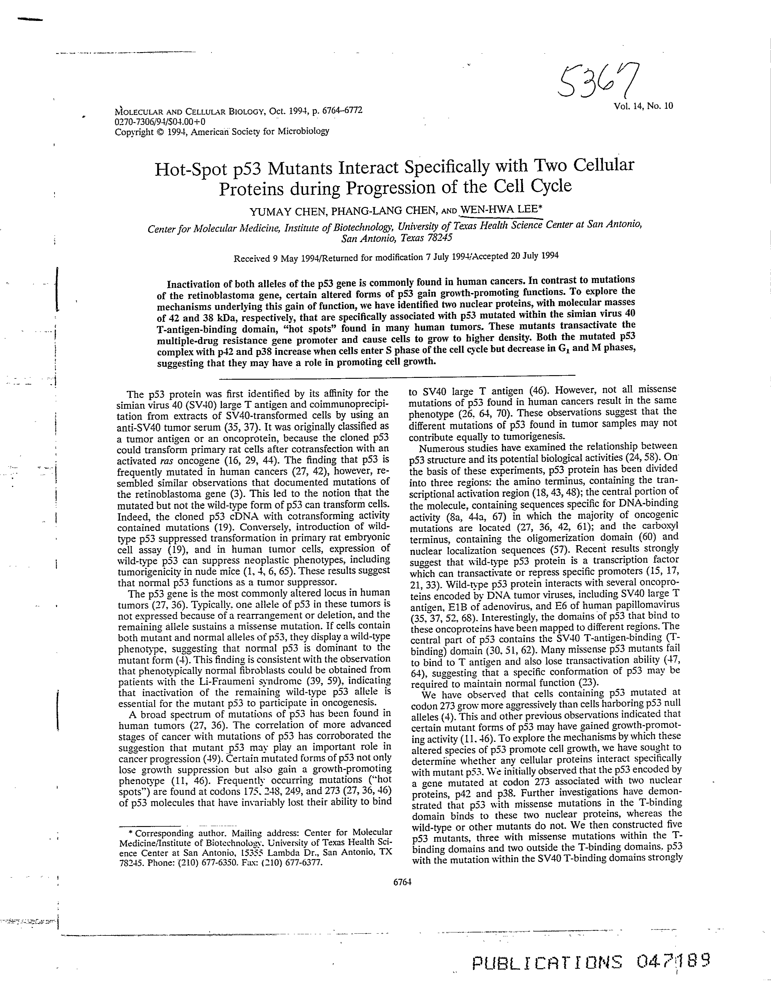 5367
MOLECULAR AND CELLULAR BIOLOGY, Oct. 1994, p. 6764–6772
Vol. 14, No. 10
0270-7306/94/$04.00+0
Copyright © 1994, American Society for Microbiology
Hot-Spot p53 Mutants Interact Specifically with Two Cellular
Proteins during Progression of the Cell Cycle
YUMAY CHEN, PHANG-LANG CHEN, AND WEN-HWA LEE*
Center for Molecular Medicine, Institute of Biotechnology, University of Texas Health Science Center at San Antonio,
San Antonio, Texas 78245
Received 9 May 1994/Returned for modification 7 July 1994/Accepted 20 July 1994
Inactivation of both alleles of the p53 gene is commonly found in human cancers. In contrast to mutations
of the retinoblastoma gene, certain altered forms of p53 gain growth-promoting functions. To explore the
mechanisms underlying this gain of function, we have identified two nuclear proteins, with molecular masses
of 42 and 38 kDa, respectively, that are specifically associated with p53 mutated within the simian virus 40
T-antigen-binding domain, “hot spots” found in many human tumors. These mutants transactivate the
multiple-drug resistance gene promoter and cause cells to grow to higher density. Both the mutated p53
complex with p42 and p38 increase when cells enter S phase of the cell cycle but decrease in G₁ and M phases,
suggesting that they may have a role in promoting cell growth.
The p53 protein was first identified by its affinity for the
simian virus 40 (SV40) large T antigen and coimmunoprecipi-
tation from extracts of SV40-transformed cells by using an
anti-SV40 tumor serum (35, 37). It was originally classified as
a tumor antigen or an oncoprotein, because the cloned p53
could transform primary rat cells after cotransfection with an
activated ras oncogene (16, 29, 44). The finding that p53 is
frequently mutated in human cancers (27, 42), however, re-
sembled similar observations that documented mutations of
the retinoblastoma gene (3). This led to the notion that the
mutated but not the wild-type form of p53 can transform cells.
Indeed, the cloned p53 cDNA with cotransforming activity
contained mutations (19). Conversely, introduction of wild-
type p53 suppressed transformation in primary rat embryonic
cell assay (19), and in human tumor cells, expression of
wild-type p53 can suppress neoplastic phenotypes, including
tumorigenicity in nude mice (1, 4, 6, 65). These results suggest
that normal p53 functions as a tumor suppressor.
The p53 gene is the most commonly altered locus in human
tumors (27, 36). Typically, one allele of p53 in these tumors is
not expressed because of a rearrangement or deletion, and the
remaining allele sustains a missense mutation. If cells contain
both mutant and normal alleles of p53, they display a wild-type
phenotype, suggesting that normal p53 is dominant to the
mutant form (4). This finding is consistent with the observation
that phenotypically normal fibroblasts could be obtained from
patients with the Li-Fraumeni syndrome (39, 59), indicating
that inactivation of the remaining wild-type p53 allele is
essential for the mutant p53 to participate in oncogenesis.
A broad spectrum of mutations of p53 has been found in
human tumors (27, 36). The correlation of more advanced
stages of cancer with mutations of p53 has corroborated the
suggestion that mutant p53 may play an important role in
cancer progression (49). Certain mutated forms of p53 not only
lose growth suppression but also gain a growth-promoting
phenotype (11, 46). Frequently occurring mutations (“hot
spots”) are found at codons 175, 248, 249, and 273 (27, 36, 46)
of p53 molecules that have invariably lost their ability to bind
* Corresponding author. Mailing address: Center for Molecular
Medicine/Institute of Biotechnology, University of Texas Health Sci-
ence Center at San Antonio, 15355 Lambda Dr., San Antonio, TX
78245. Phone: (210) 677-6350. Fax: (210) 677-6377.
to SV40 large T antigen (46). However, not all missense
mutations of p53 found in human cancers result in the same
phenotype (26, 64, 70). These observations suggest that the
different mutations of p53 found in tumor samples may not
contribute equally to tumorigenesis.
Numerous studies have examined the relationship between
p53 structure and its potential biological activities (24, 58). On
the basis of these experiments, p53 protein has been divided
into three regions: the amino terminus, containing the tran-
scriptional activation region (18, 43, 48); the central portion of
the molecule, containing sequences specific for DNA-binding
activity (8a, 44a, 67) in which the majority of oncogenic
mutations are located (27, 36, 42, 61); and the carboxyl
terminus, containing the oligomerization domain (60) and
nuclear localization sequences (57). Recent results strongly
suggest that wild-type p53 protein is a transcription factor
which can transactivate or repress specific promoters (15, 17,
21, 33). Wild-type p53 protein interacts with several oncopro-
teins encoded by DNA tumor viruses, including SV40 large T
antigen, E1B of adenovirus, and E6 of human papillomavirus
(35, 37, 52, 68). Interestingly, the domains of p53 that bind to
these oncoproteins have been mapped to different regions. The
central part of p53 contains the SV40 T-antigen-binding (T-
binding) domain (30, 51, 62). Many missense p53 mutants fail
to bind to T antigen and also lose transactivation ability (47,
64), suggesting that a specific conformation of p53 may be
required to maintain normal function (23).
We have observed that cells containing p53 mutated at
codon 273 grow more aggressively than cells harboring p53 null
alleles (4). This and other previous observations indicated that
certain mutant forms of p53 may have gained growth-promot-
ing activity (11, 46). To explore the mechanisms by which these
altered species of p53 promote cell growth, we have sought to
determine whether any cellular proteins interact specifically
with mutant p53. We initially observed that the p53 encoded by
a gene mutated at codon 273 associated with two nuclear
proteins, p42 and p38. Further investigations have demon-
strated that p53 with missense mutations in the T-binding
domain binds to these two nuclear proteins, whereas the
wild-type or other mutants do not. We then constructed five
p53 mutants, three with missense mutations within the T-
binding domains and two outside the T-binding domains. p53
with the mutation within the SV40 T-binding domains strongly
6764
PUBLICATIONS 047189